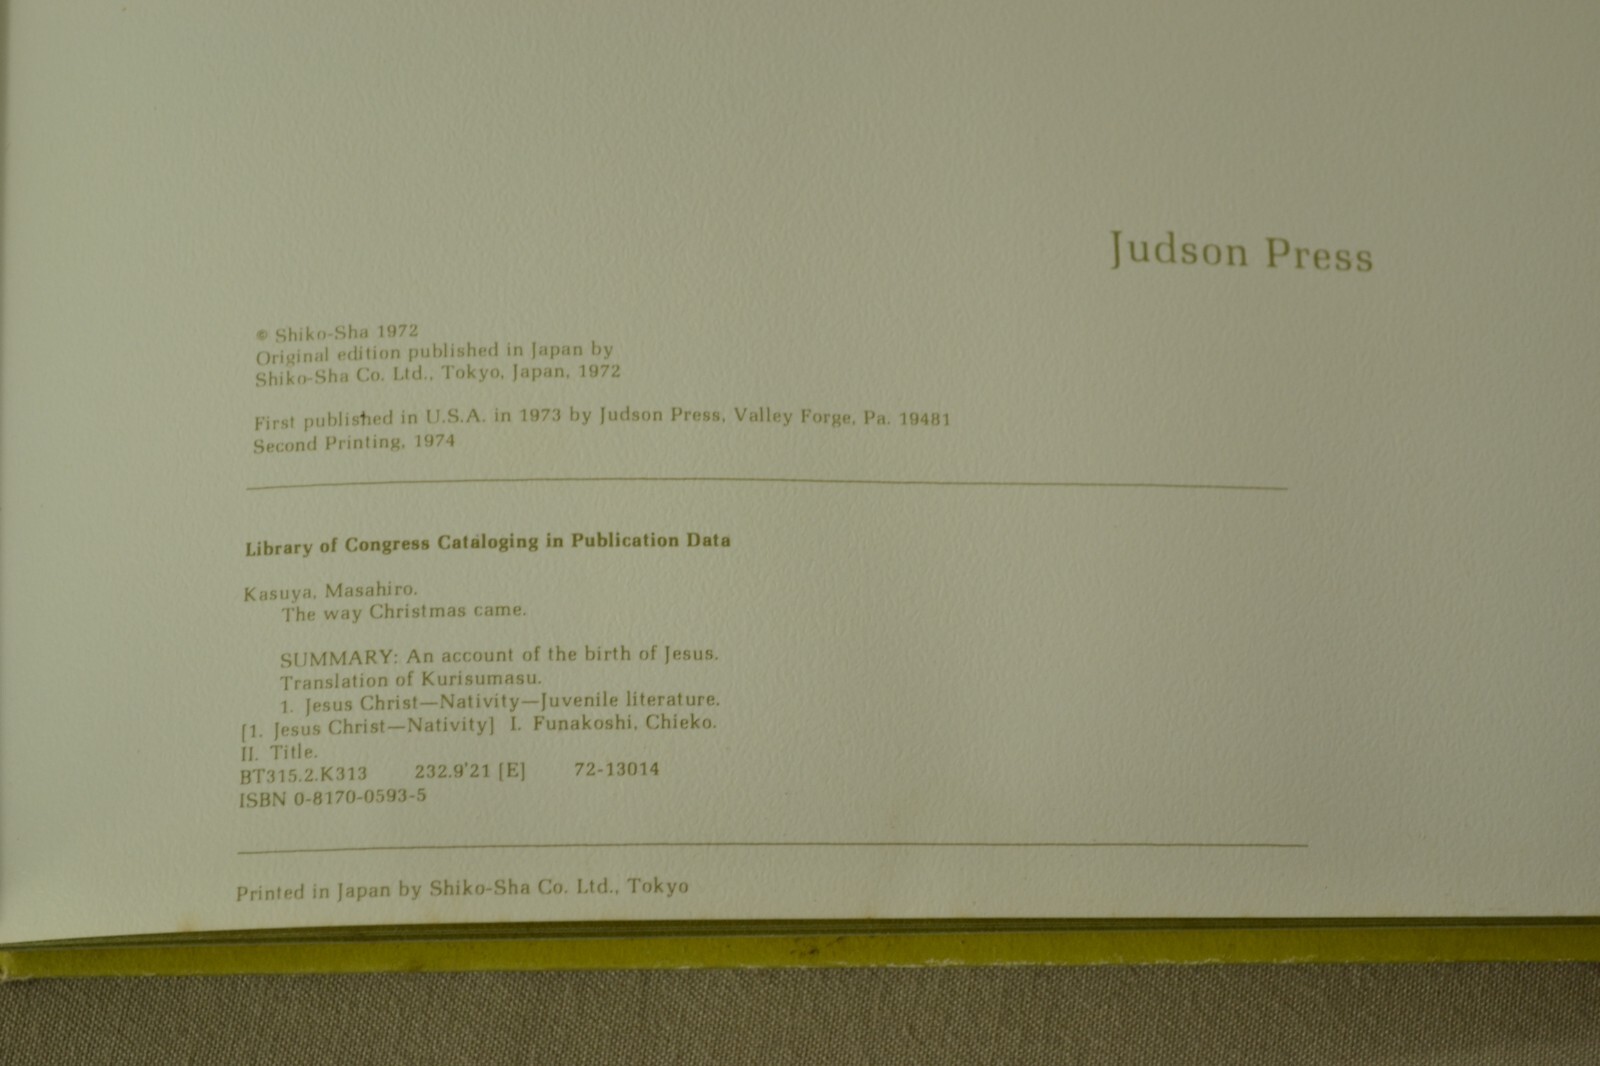 Judson Press
© Shiko-Sha 1972
Original edition published in Japan by
Shiko-Sha Co. Ltd., Tokyo, Japan, 1972
First published in U.S.A. in 1973 by Judson Press, Valley Forge, Pa. 19481
Second Printing, 1974
Library of Congress Cataloging in Publication Data
Kasuya, Masahiro.
The way Christmas came.
SUMMARY: An account of the birth of Jesus.
Translation of Kurisumasu.
1. Jesus Christ—Nativity—Juvenile literature.
[1. Jesus Christ—Nativity] I. Funakoshi, Chieko.
II. Title.
BT315.2.K313 232.9'21 [E] 72-13014
ISBN 0-8170-0593-5
Printed in Japan by Shiko-Sha Co. Ltd., Tokyo